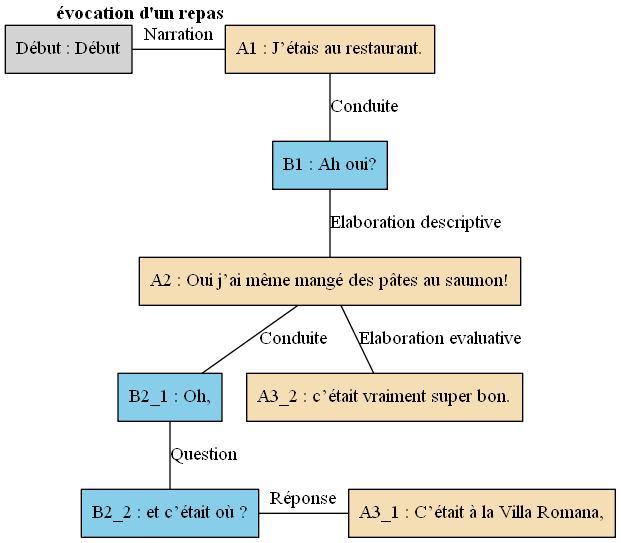 évocation d'un repas
Début : Début
Narration
A1 : J’étais au restaurant.
Conduite
B1 : Ah oui?
Elaboration descriptive
A2 : Oui j’ai même mangé des pâtes au saumon!
Conduite
Elaboration evaluative
B2_1 : Oh,
A3_2 : c’était vraiment super bon.
Question
B2_2 : et c’était où ?
Réponse
A3_1 : C’était à la Villa Romana,